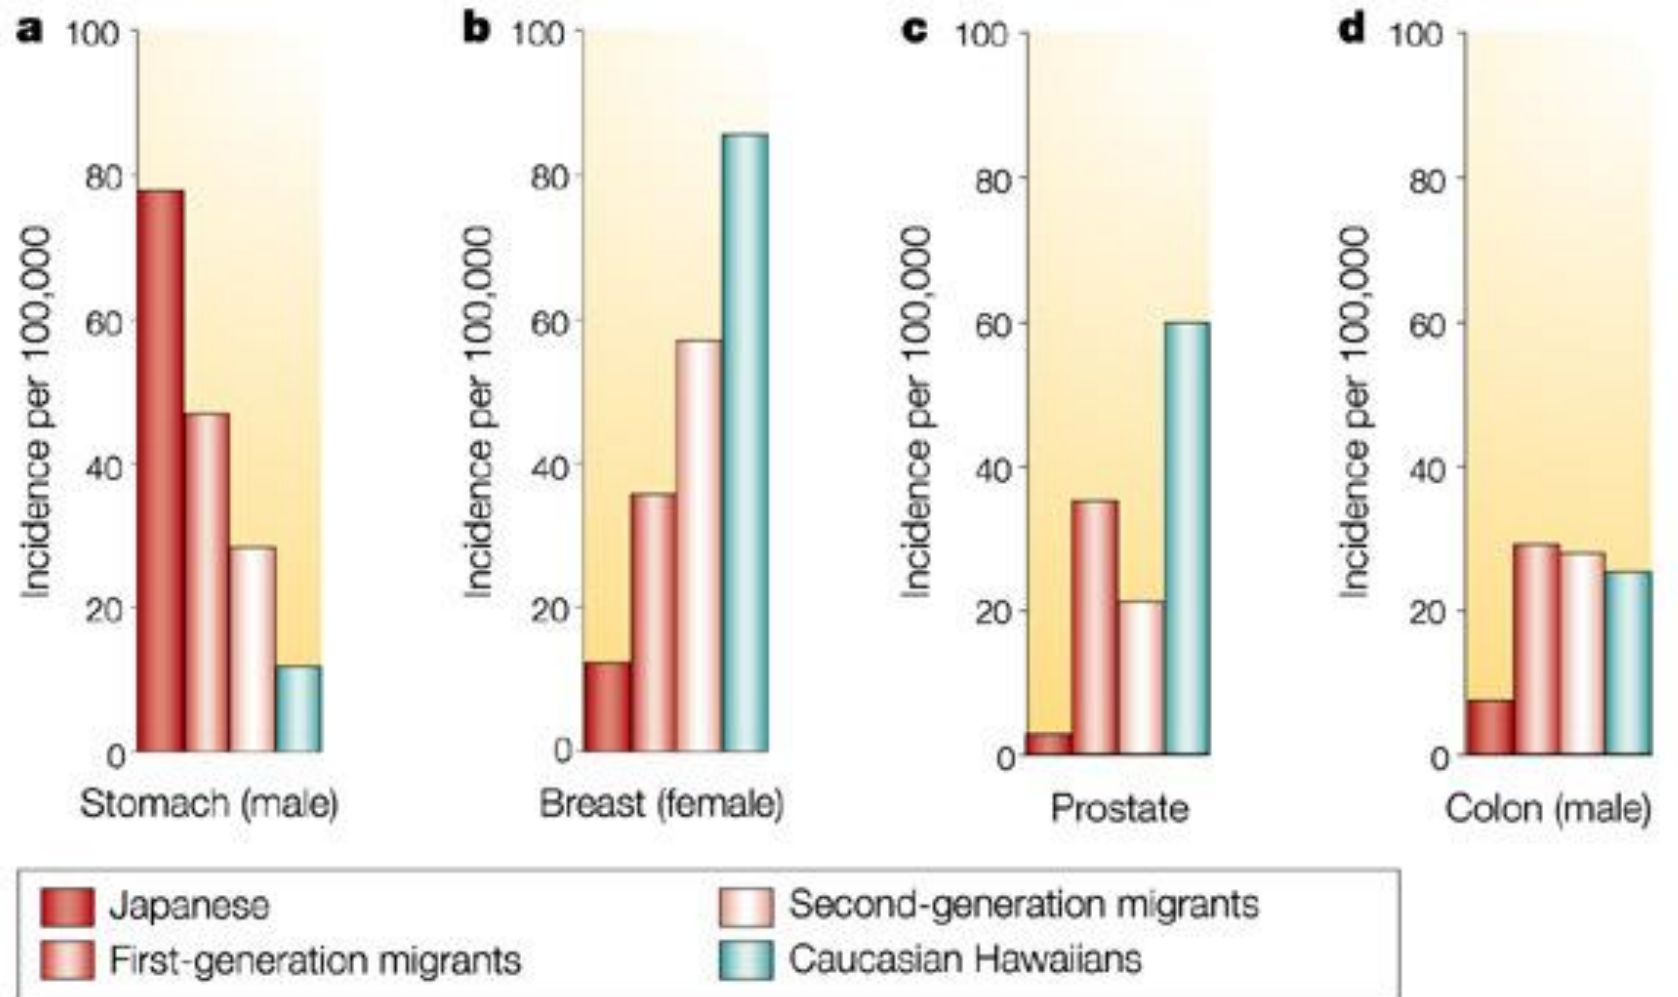 a
100
80
60
40
20
0
Incidence per 100,000
Stomach (male)
b
100
80
60
40
20
0
Incidence per 100,000
Breast (female)
c
100
80
60
40
20
0
Incidence per 100,000
Prostate
d
100
80
60
40
20
0
Incidence per 100,000
Colon (male)
Japanese
First-generation migrants
Second-generation migrants
Caucasian Hawaiians